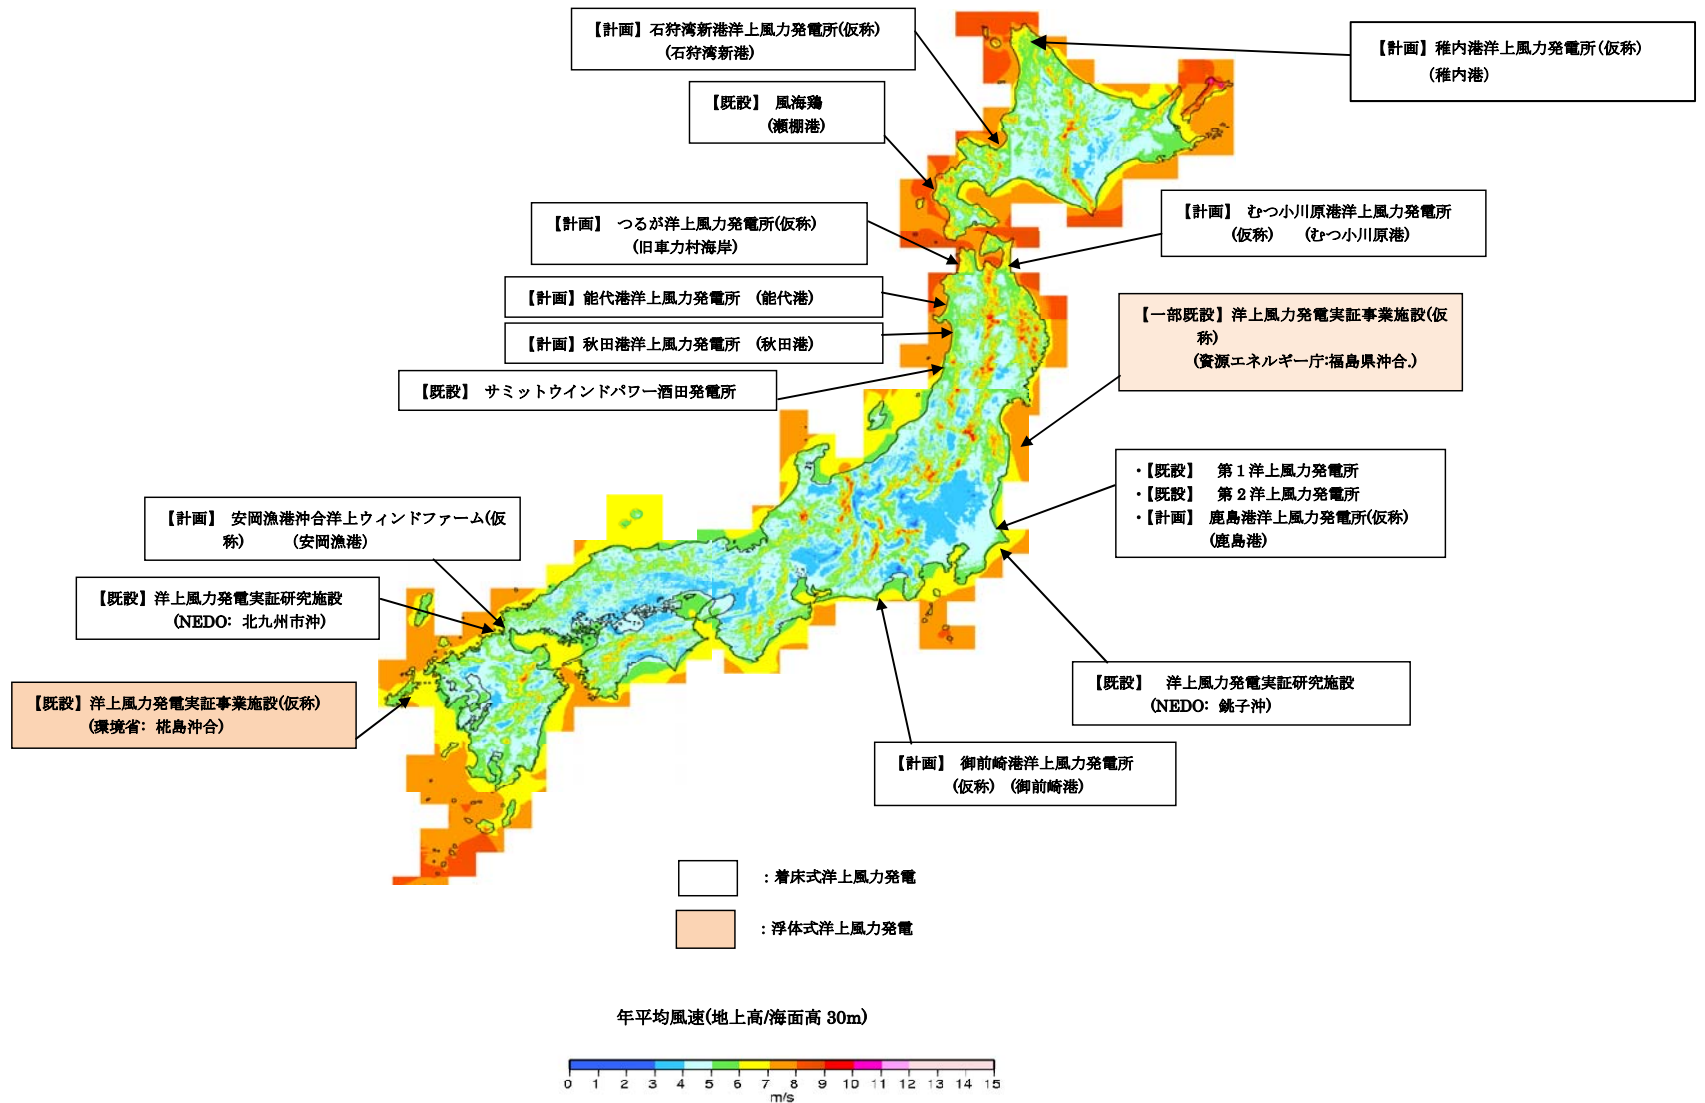 【計画】石狩湾新港洋上風力発電所(仮称)
(石狩湾新港)
【計画】稚内港洋上風力発電所(仮称)
(稚内港)
【既設】 風海鶏
(瀬棚港)
【計画】 つるが洋上風力発電所(仮称)
(旧車力村海岸)
【計画】 むつ小川原港洋上風力発電所
(仮称) (むつ小川原港)
【計画】能代港洋上風力発電所 (能代港)
【計画】秋田港洋上風力発電所 (秋田港)
【一部既設】洋上風力発電実証事業施設(仮
称)
(資源エネルギー庁:福島県沖合.)
【既設】 サミットウインドパワー酒田発電所
・【既設】 第1洋上風力発電所
・【既設】 第2洋上風力発電所
・【計画】 鹿島港洋上風力発電所(仮称)
(鹿島港)
【計画】 安岡漁港沖合洋上ウィンドファーム(仮
称) (安岡漁港)
【既設】洋上風力発電実証研究施設
(NEDO: 北九州市沖)
【既設】洋上風力発電実証事業施設(仮称)
(環境省: 椛島沖合)
【既設】 洋上風力発電実証研究施設
(NEDO: 銚子沖)
【計画】 御前崎港洋上風力発電所
(仮称) (御前崎港)
:着床式洋上風力発電
:浮体式洋上風力発電
年平均風速(地上高/海面高 30m)
0 1 2 3 4 5 6 7 8 9 10 11 12 13 14 15
m/s